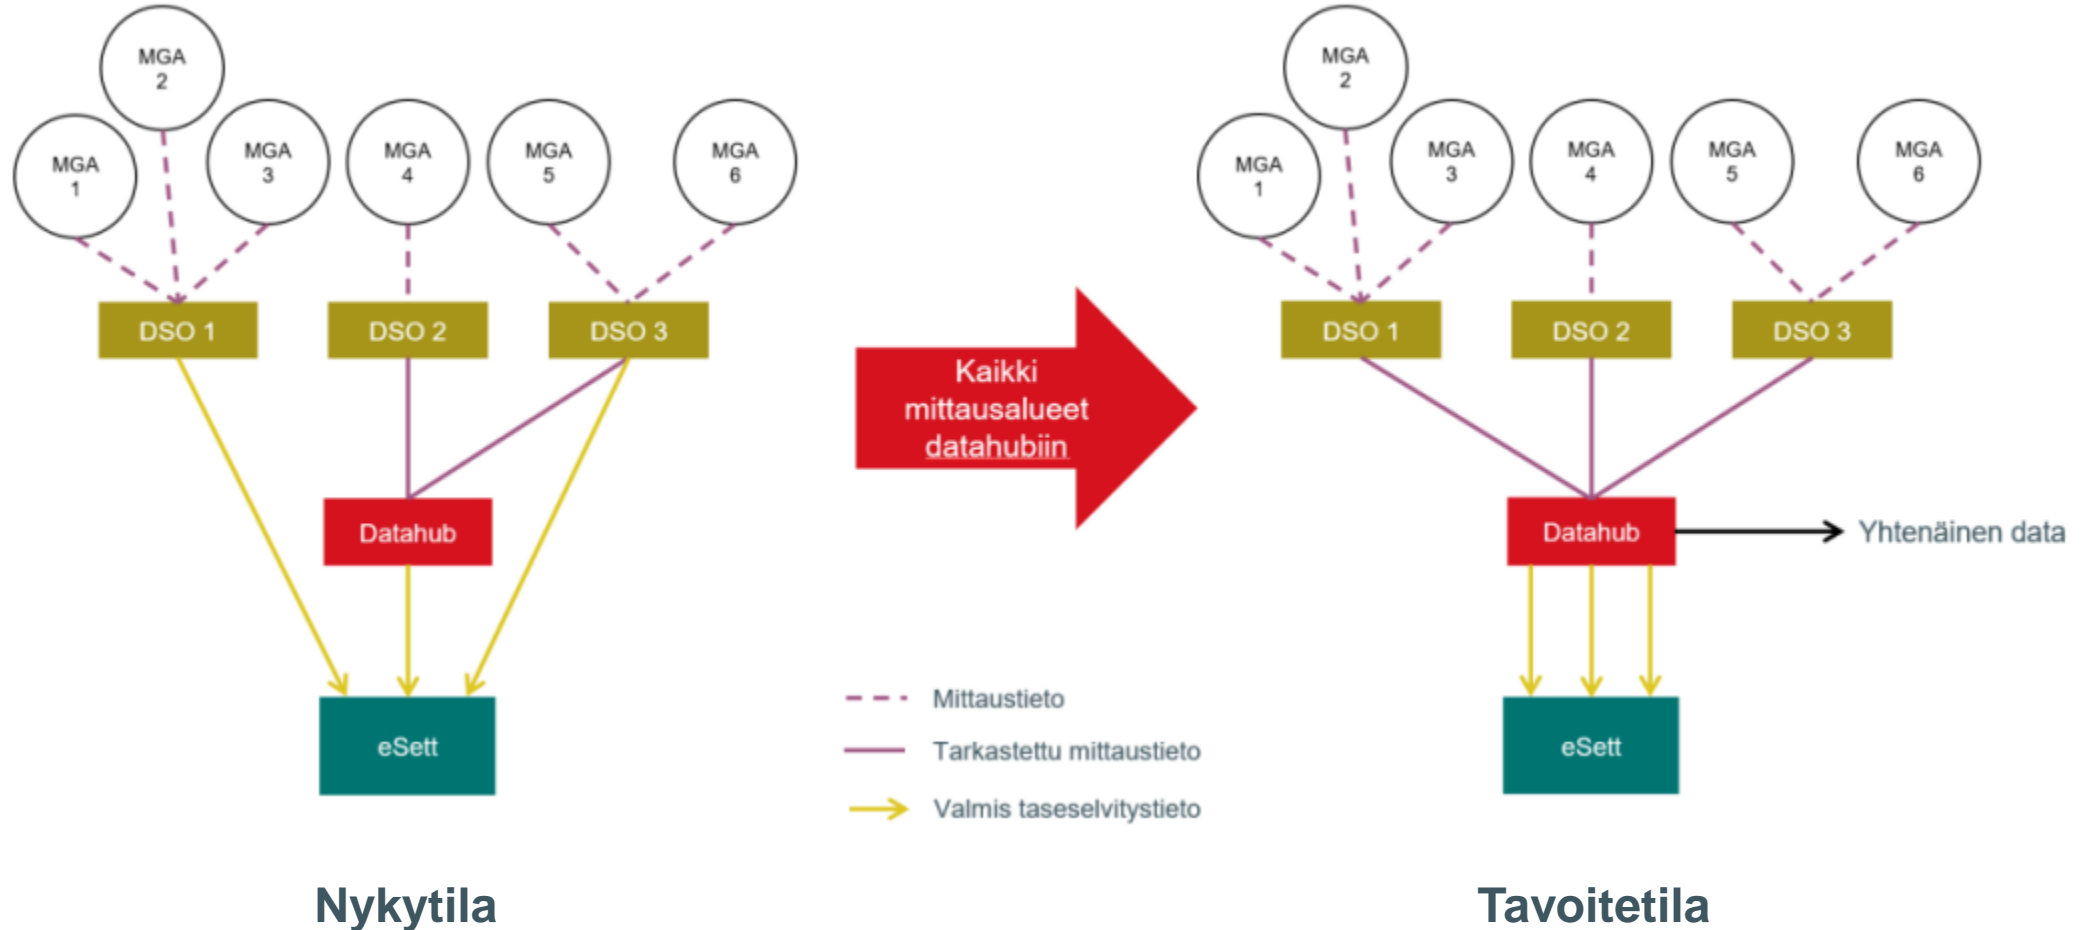 MGA
2
MGA
1
MGA
3
MGA
4
MGA
5
MGA
6
DSO 1
DSO 2
DSO 3
Datahub
eSett
Nykytila
Kaikki
mittausalueet
datahubiin
Mittaustieto
Tarkastettu mittaustieto
Valmis taseselvitystieto
MGA
2
MGA
1
MGA
3
MGA
4
MGA
5
MGA
6
DSO 1
DSO 2
DSO 3
Datahub
Yhtenäinen data
eSett
Tavoitetila